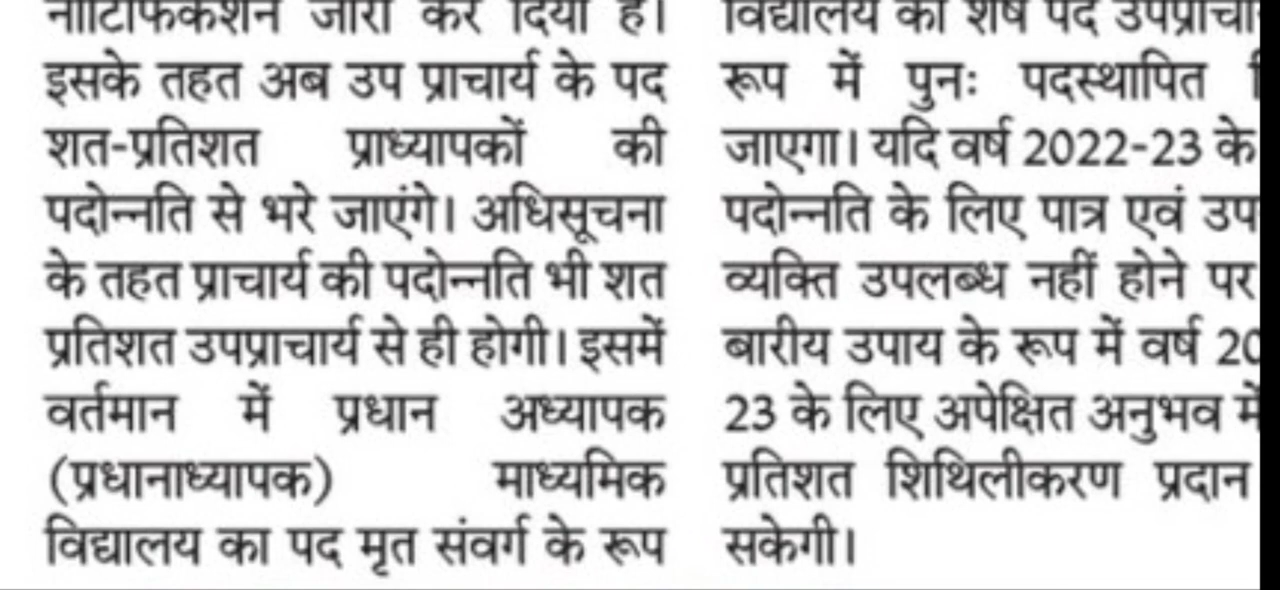 नोटिफिकेशन जारी कर दिया है।
इसके तहत अब उप प्राचार्य के पद
शत-प्रतिशत प्राध्यापकों की
पदोन्नति से भरे जाएंगे। अधिसूचना
के तहत प्राचार्य की पदोन्नति भी शत
प्रतिशत उपप्राचार्य से ही होगी। इसमें
वर्तमान में प्रधान अध्यापक
(प्रधानाध्यापक) माध्यमिक
विद्यालय का पद मृत संवर्ग के रूप
विद्यालय का शेष पद
रूप में पुनः पदस्थापित
जाएगा। यदि वर्ष 2022-23 के
पदोन्नति के लिए पात्र एवं उप
व्यक्ति उपलब्ध नहीं होने पर
बारीय उपाय के रूप में वर्ष 20
23 के लिए अपेक्षित अनुभव में
प्रतिशत शिथिलीकरण प्रदान
सकेगी।